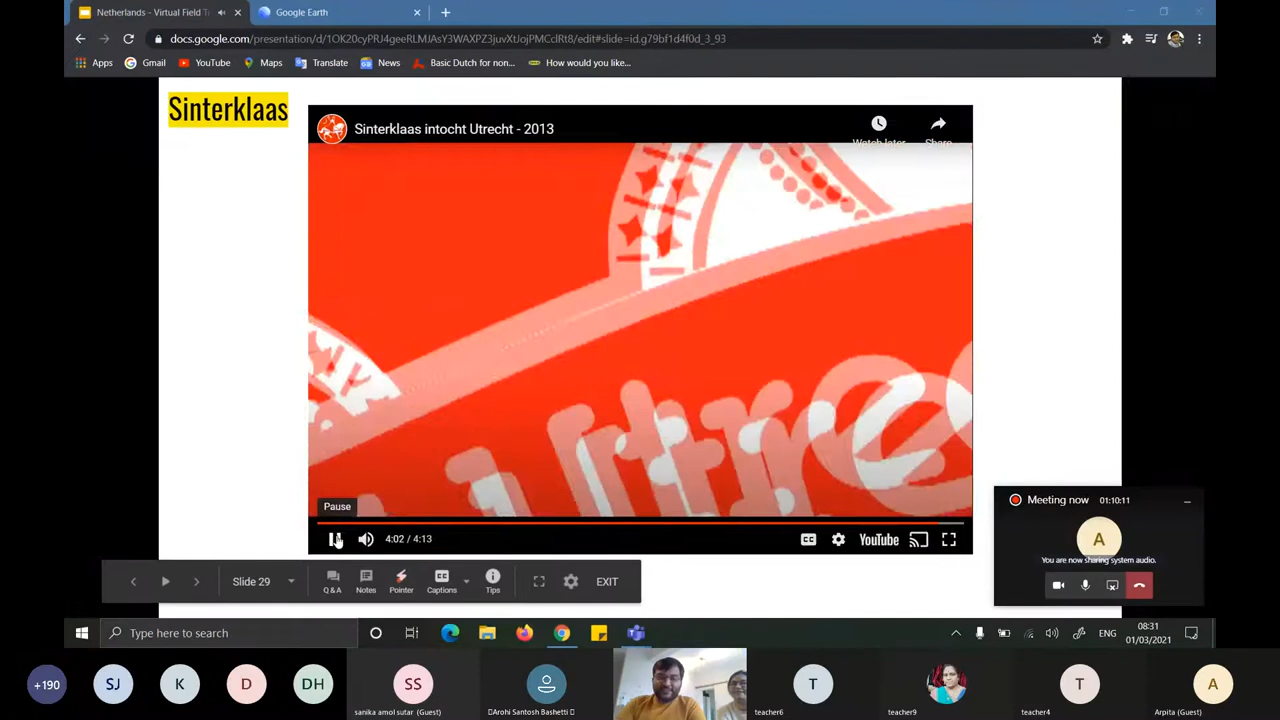 Netherlands - Virtual Field T
Google Earth
docs.google.com/presentation/d/1OK20cyPRJ4geeRLMJAsY3WAXPZ3juvXtJojPMCclRt8/edit#slide=id.g79bf1d4f0d_3_93
Apps
Gmail
YouTube
Maps
Translate
News
Basic Dutch for non...
How would you like...
Sinterklaas
Sinterklaas intocht Utrecht - 2013
Watch later
Share
Utre
Pause
4:02 / 4:13
CC
YouTube
Meeting now
01:10:11
A
You are now sharing system audio.
Slide 29
Q & A
Notes
Pointer
Captions
Tips
EXIT
Type here to search
ENG
08:31
01/03/2021
+190
SJ
K
D
DH
SS
T
T
A
sanika amol sutar (Guest)
Arohi Santosh Bashetti
teacher6
teacher9
teacher4
Arpita (Guest)